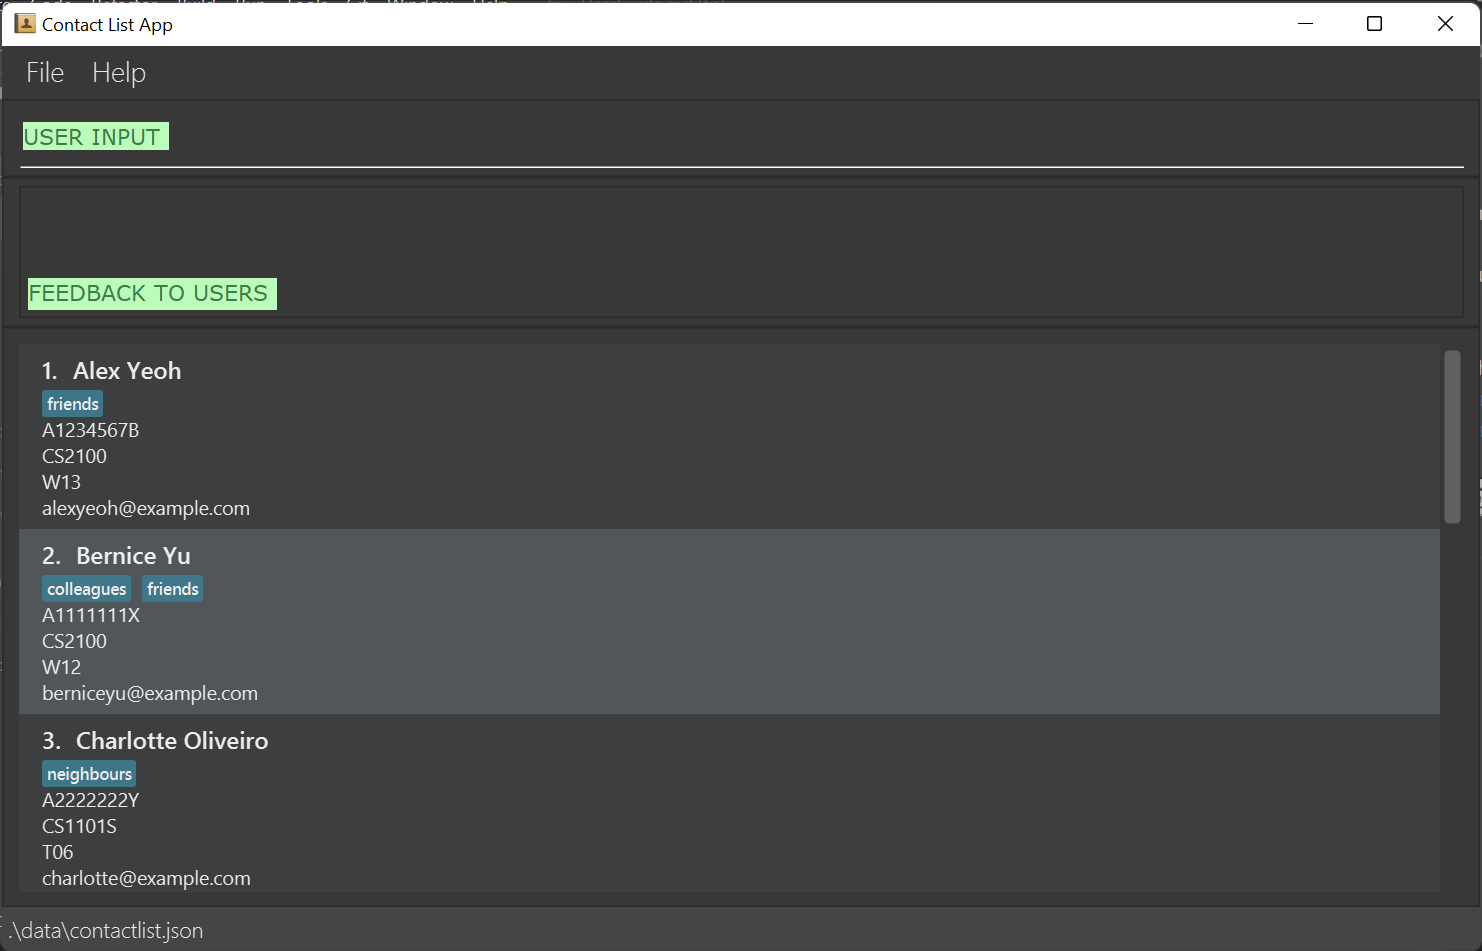 Contact List App
File Help
USER INPUT
FEEDBACK TO USERS
1. Alex Yeoh
friends
A1234567B
CS2100
W13
alexyeoh@example.com
2. Bernice Yu
colleagues friends
A1111111X
CS2100
W12
berniceyu@example.com
3. Charlotte Oliveiro
neighbours
A2222222Y
CS1101S
T06
charlotte@example.com
.\data\contactlist.json